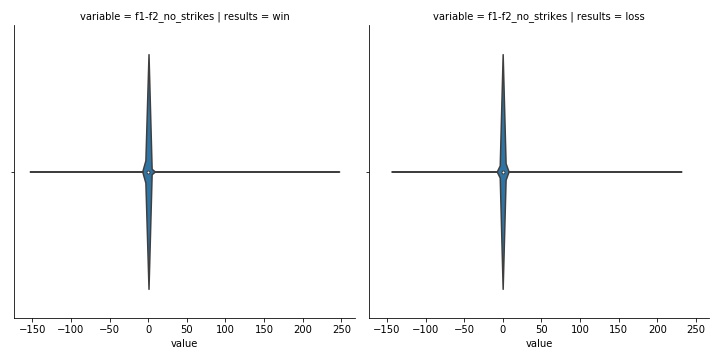 variable = f1-f2_no_strikes | results = win
variable = f1-f2_no_strikes | results = loss
−150 −100 −50 0 50 100 150 200 250
−150 −100 −50 0 50 100 150 200 250
value
value